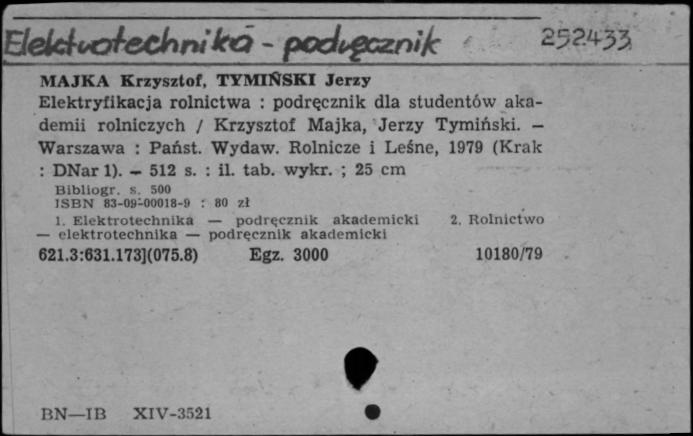 Elektrotechnika - podręcznik 252433
MAJKA Krzysztof, TYMIŃSKI Jerzy
Elektryfikacja rolnictwa : podręcznik dla studentów aka-
demii rolniczych / Krzysztof Majka, Jerzy Tymiński. —
Warszawa : Państ. Wydaw. Rolnicze i Leśne, 1979 (Krak
: DNar 1). — 512 s. : il. tab. wykr. ; 25 cm
Bibliogr. s. 500
ISBN 83-09-00018-9 : 80 zł
1. Elektrotechnika — podręcznik akademicki 2. Rolnictwo
— elektrotechnika — podręcznik akademicki
621.3:631.173](075.8) Egz. 3000 10180/79
BN—IB XIV-3521